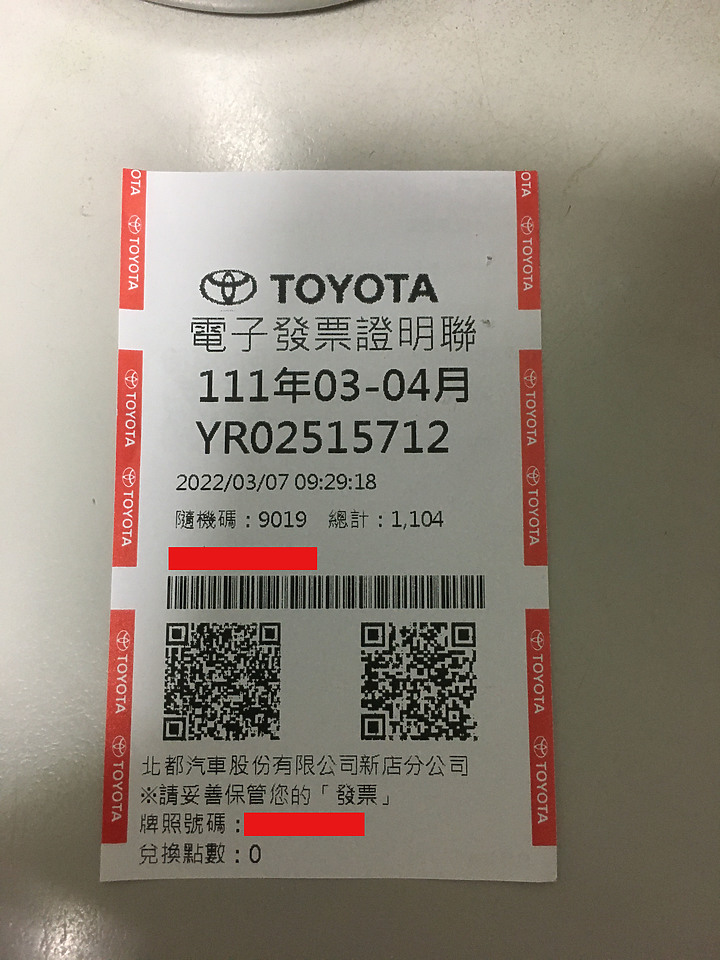 TOYOTA
電子發票證明聯
111年03-04月
YR02515712
2022/03/07 09:29:18
隨機碼：9019 總計：1,104
北都汽車股份有限公司新店分公司
※請妥善保管您的「發票」
牌照號碼：
兌換點數：0
OTA
TOYOTA
TOYOTA
TOYOTA
TOYOTA
TOYOTA
OTA
TOYOTA
TOYOTA
TOYOTA
TOYOTA
TOYOTA